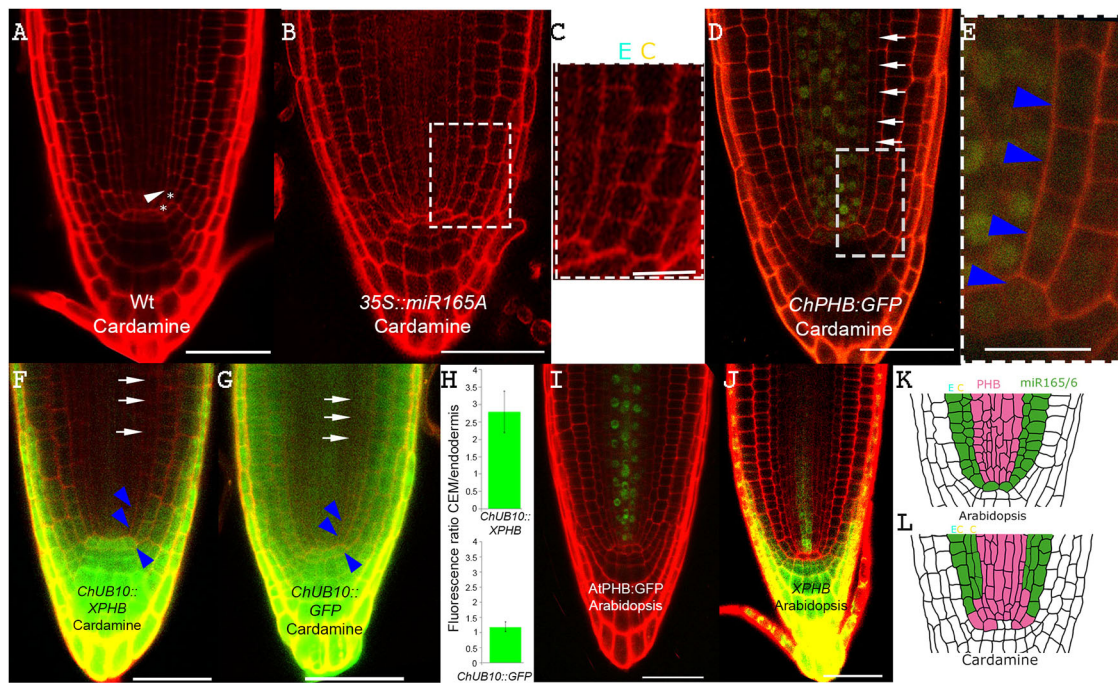 A
*
*
Wt
Cardamine
B
35S::miR165A
Cardamine
C
E C
D
ChPHB:GFP
Cardamine
E
F
ChUB10::
XPHB
Cardamine
G
ChUB10::
GFP
Cardamine
H
Fluorescence ratio CEM/endodermis
4
3.5
3
2.5
2
1.5
1
0.5
0
ChUB10::
XPHB
4
3.5
3
2.5
2
1.5
1
0.5
0
ChUB10::GFP
I
AtPHB:GFP
Arabidopsis
J
XPHB
Arabidopsis
K
E C PHB miR165/6
Arabidopsis
L
E C C
Cardamine